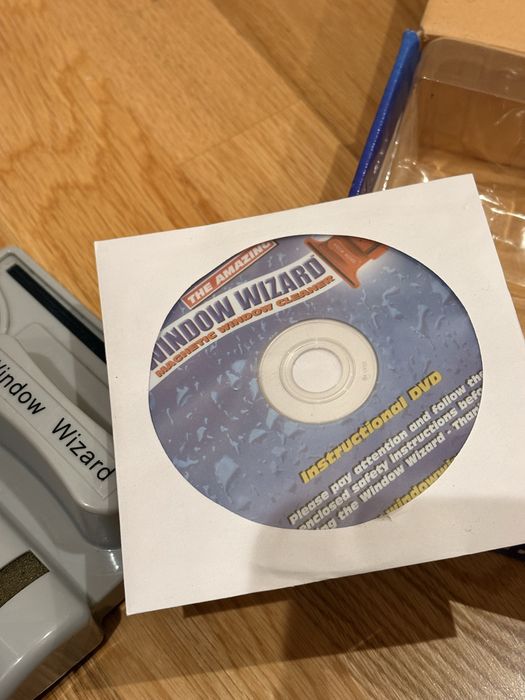 THE AMAZING
WINDOW WIZARD
MAGNETIC WINDOW CLEANER
Instructional DVD
Please pay attention and follow the
enclosed safety instructions before
the Window Wizard
Window Wizard